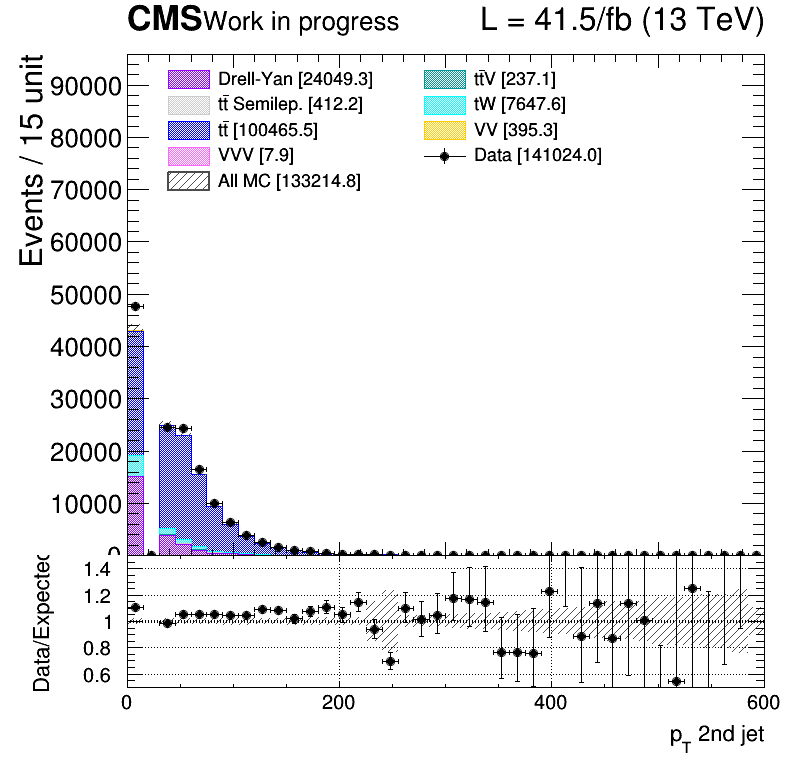 CMS Work in progress L = 41.5/fb (13 TeV)
Events / 15 unit
90000
80000
70000
60000
50000
40000
30000
20000
10000
0
Drell-Yan [24049.3]
tt̄ Semilep. [412.2]
tt̄ [100465.5]
VVV [7.9]
All MC [133214.8]
tt̄V [237.1]
tW [7647.6]
VV [395.3]
Data [141024.0]
Data/Expected
1.4
1.2
1
0.8
0.6
0 200 400 600
p_T 2nd jet